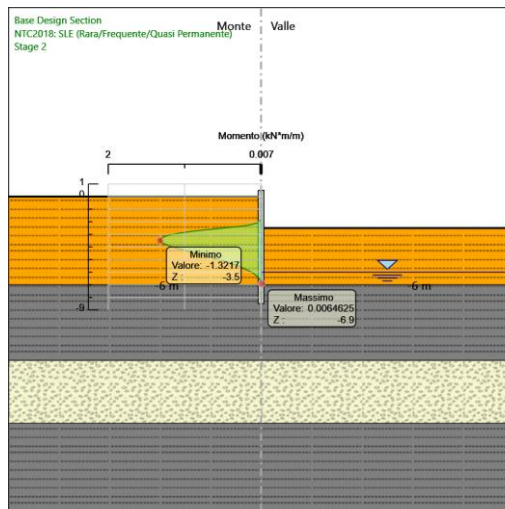 Base Design Section
NTC2018: SLE (Rara/Frequente/Quasi Permanente)
Stage 2
Monte
Valle
Momento (kN*m/m)
2
0.007
1
0
Minimo
Valore: -1.3217
Z : -3.5
-6 m
-6 m
Massimo
Valore: 0.0064625
Z : -6.9
-9